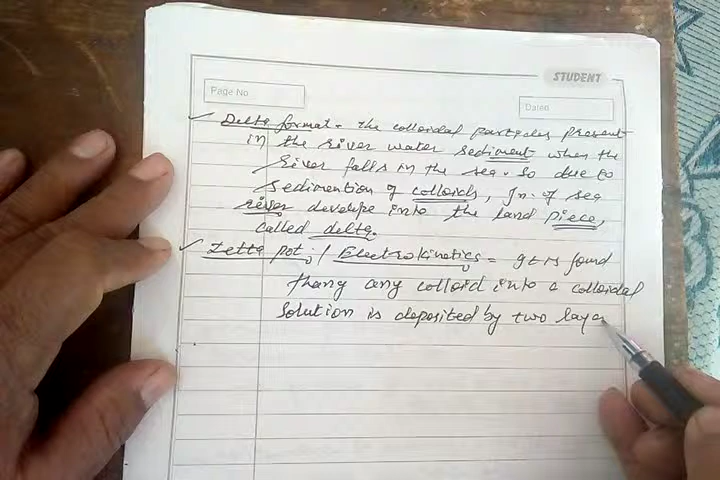 STUDENT
Page No
Dated
Delta format. the colloidal particles present
in the river water sediment when the
River falls in the sea. So due to
sedimention of colloids, Jn. of sea
river develope into the land piece,
called delta.
Zetta pot. / Electrokinetics = It is found
thang any colloid into a colloidal
Solution is deposited by two layer